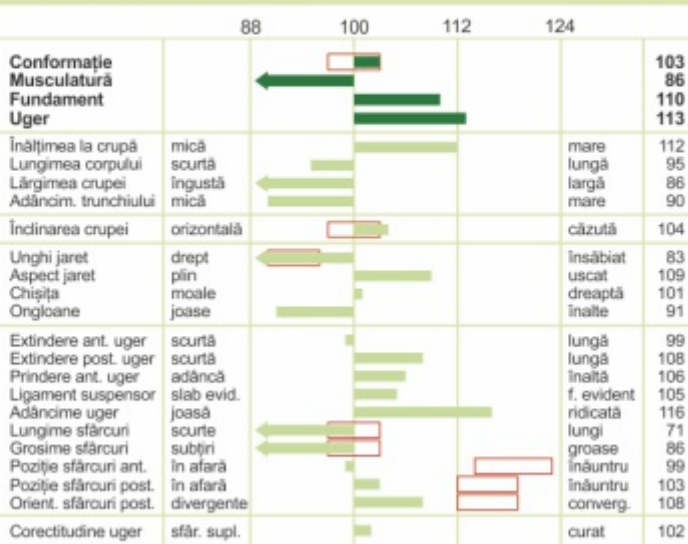 88 100 112 124
Conformație 103
Musculatură 86
Fundament 110
Uger 113
Înălțimea la crupă mică mare 112
Lungimea corpului scurtă lungă 95
Lărgimea crupei îngustă largă 86
Adâncim. trunchiului mică mare 90
Înclinarea crupei orizontală căzută 104
Unghi jaret drept însăbiat 83
Aspect jaret plin uscat 109
Chișița moale dreaptă 101
Ongloane joase înalte 91
Extindere ant. uger scurtă lungă 99
Extindere post. uger scurtă lungă 108
Prindere ant. uger adâncă înaltă 106
Ligament suspensor slab evid. f. evident 105
Adâncime uger joasă ridicată 116
Lungime sfârcuri scurte lungi 71
Grosime sfârcuri subțiri groase 86
Poziție sfârcuri ant. în afară înăuntru 99
Poziție sfârcuri post. în afară înăuntru 103
Orient. sfârcuri post. divergente converg. 108
Corectitudine uger sfâr. supl. curat 102